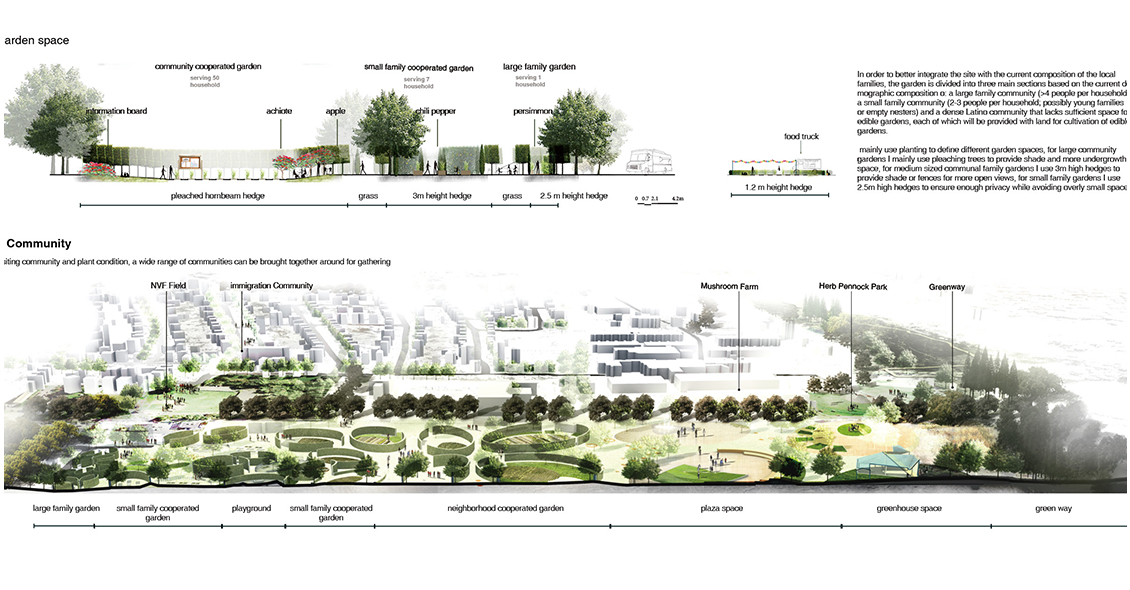 arden space
community cooperated garden
serving 50
household
small family cooperated garden
serving 7
household
large family garden
serving 1
household
information board
achiote
apple
chili pepper
persimmon
food truck
pleached hornbeam hedge
grass
3m height hedge
grass
2.5 m height hedge
1.2 m height hedge
0 0.7 2.1 4.2m
In order to better integrate the site with the current composition of the local
families, the garden is divided into three main sections based on the current d
mographic composition o: a large family community (>4 people per household
a small family community (2-3 people per household; possibly young families
or empty nesters) and a dense Latino community that lacks sufficient space fo
edible gardens, each of which will be provided with land for cultivation of edibl
gardens.
mainly use planting to define different garden spaces, for large community
gardens I mainly use pleaching trees to provide shade and more undergrowth
space, for medium sized communal family gardens I use 3m high hedges to
provide shade or fences for more open views, for small family gardens I use
2.5m high hedges to ensure enough privacy while avoiding overly small space
Community
iting community and plant condition, a wide range of communities can be brought together around for gathering
NVF Field
immigration Community
Mushroom Farm
Herb Pennock Park
Greenway
large family garden
small family cooperated
garden
playground
small family cooperated
garden
neighborhood cooperated garden
plaza space
greenhouse space
green way